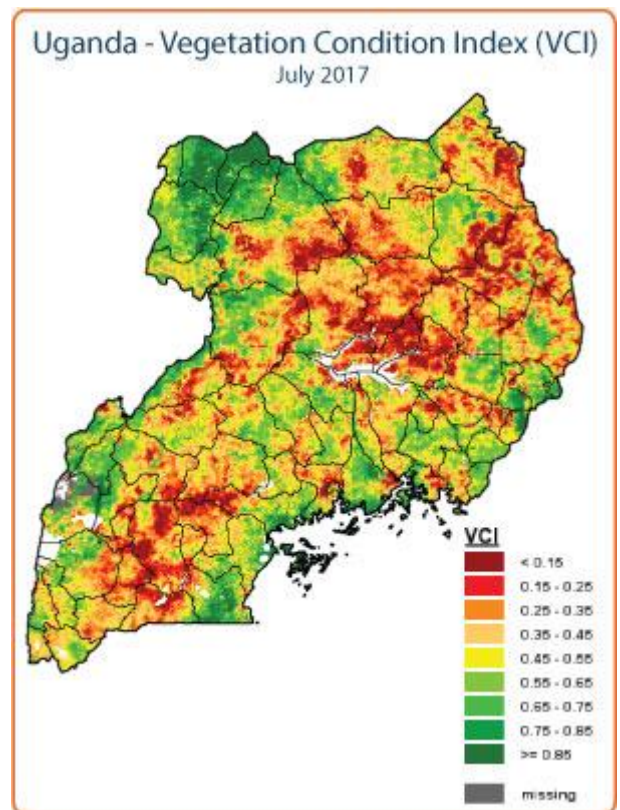 Uganda - Vegetation Condition Index (VCI)
July 2017
VCI
< 0.15
0.15 - 0.25
0.25 - 0.35
0.35 - 0.45
0.45 - 0.55
0.55 - 0.65
0.65 - 0.75
0.75 - 0.85
>= 0.85
missing